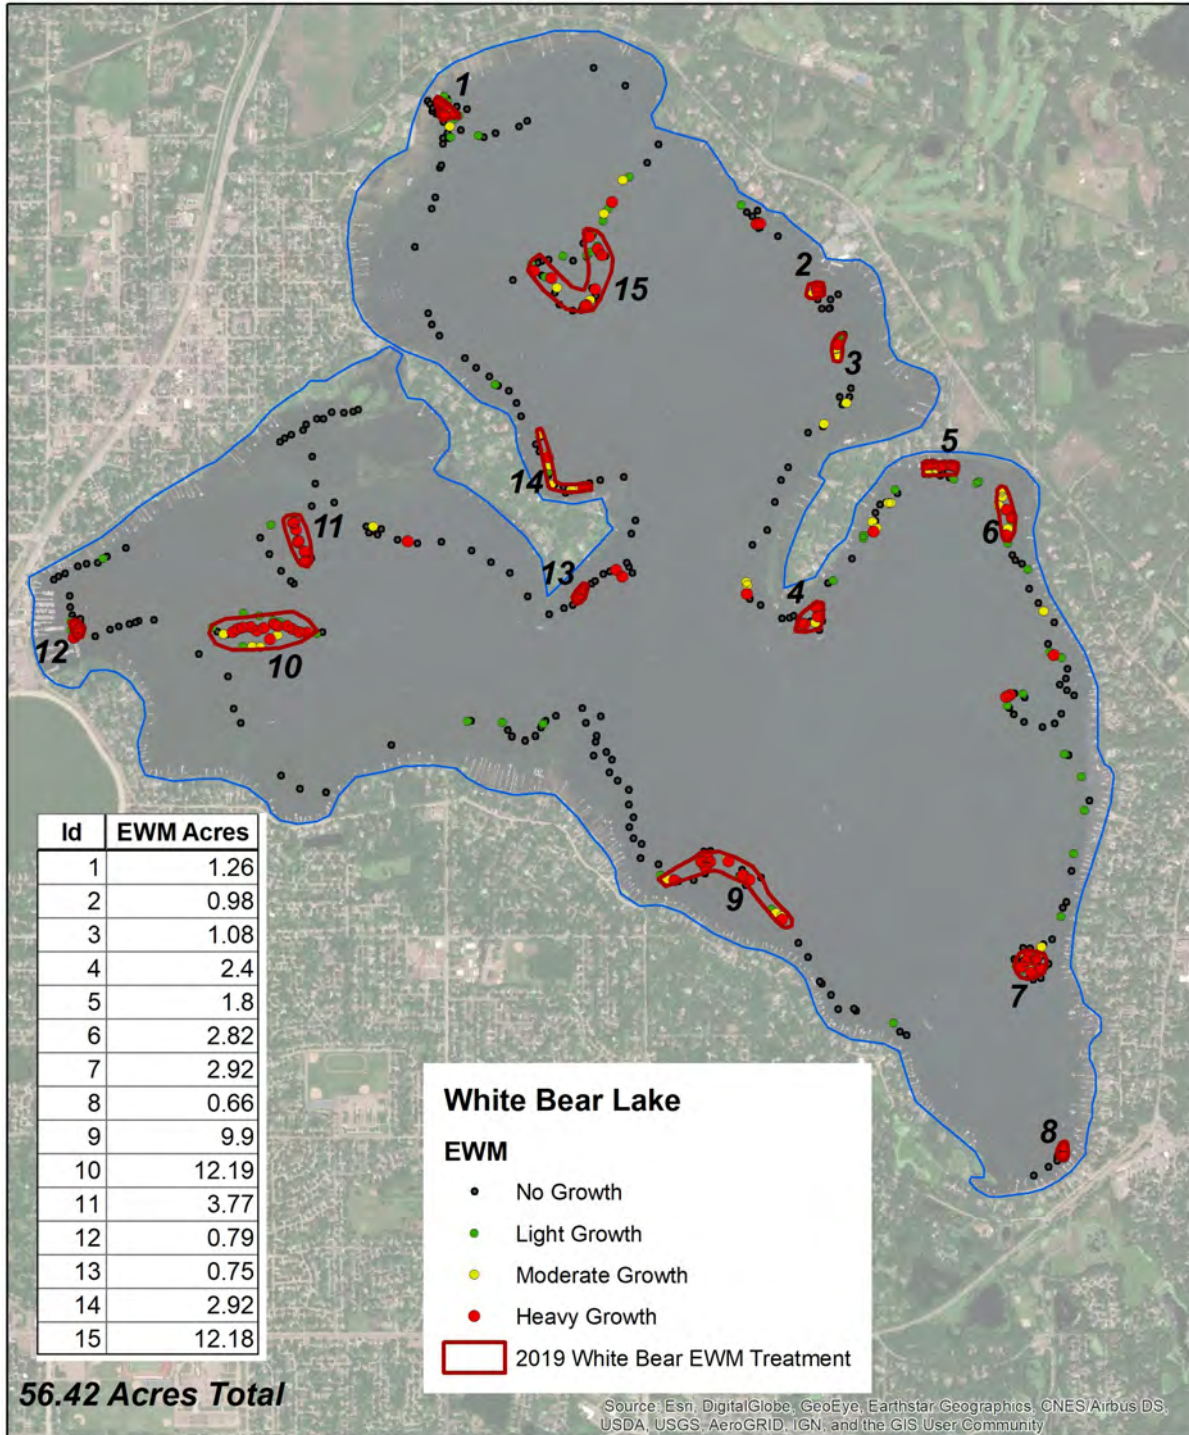 1
2
15
3
5
14
6
11
13
4
12
10
9
7
8
Id EWM Acres
1 1.26
2 0.98
3 1.08
4 2.4
5 1.8
6 2.82
7 2.92
8 0.66
9 9.9
10 12.19
11 3.77
12 0.79
13 0.75
14 2.92
15 12.18
56.42 Acres Total
White Bear Lake
EWM
No Growth
Light Growth
Moderate Growth
Heavy Growth
2019 White Bear EWM Treatment
Source: Esri, DigitalGlobe, GeoEye, Earthstar Geographics, CNES/Airbus DS,
USDA, USGS, AeroGRID, IGN, and the GIS User Community